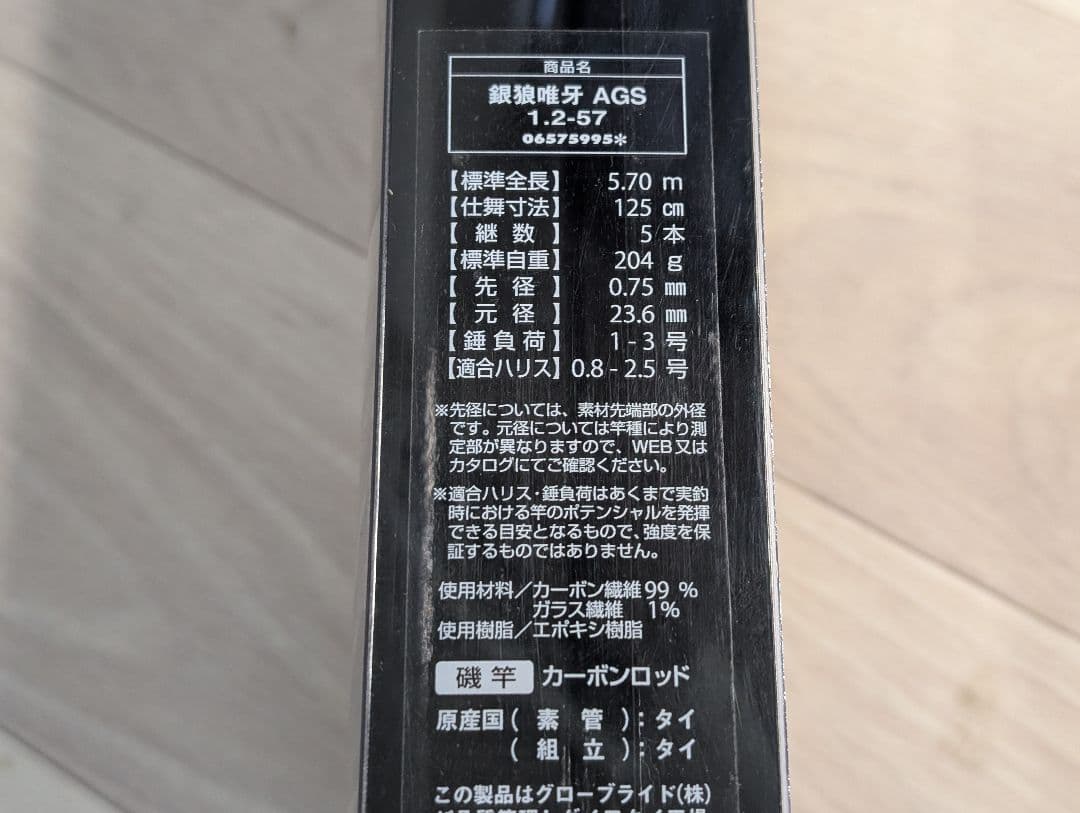 商品名
銀狼唯牙 AGS
1.2-57
06575995*
【標準全長】 5.70 m
【仕舞寸法】 125 ㎝
【継数】 5 本
【標準自重】 204 g
【先径】 0.75 ㎜
【元径】 23.6 ㎜
【錘負荷】 1 - 3 号
【適合ハリス】 0.8 - 2.5 号
※先径については、素材先端部の外径
です。元径については竿種により測
定部が異なりますので、WEB又は
カタログにてご確認ください。
※適合ハリス・錘負荷はあくまで実釣
時における竿のポテンシャルを発揮
できる目安となるもので、強度を保
証するものではありません。
使用材料／カーボン繊維 99 %
ガラス繊維 1%
使用樹脂／エポキシ樹脂
磯竿 カーボンロッド
原産国( 素 管 ): タイ
( 組 立 ): タイ
この製品はグローブライド(株)